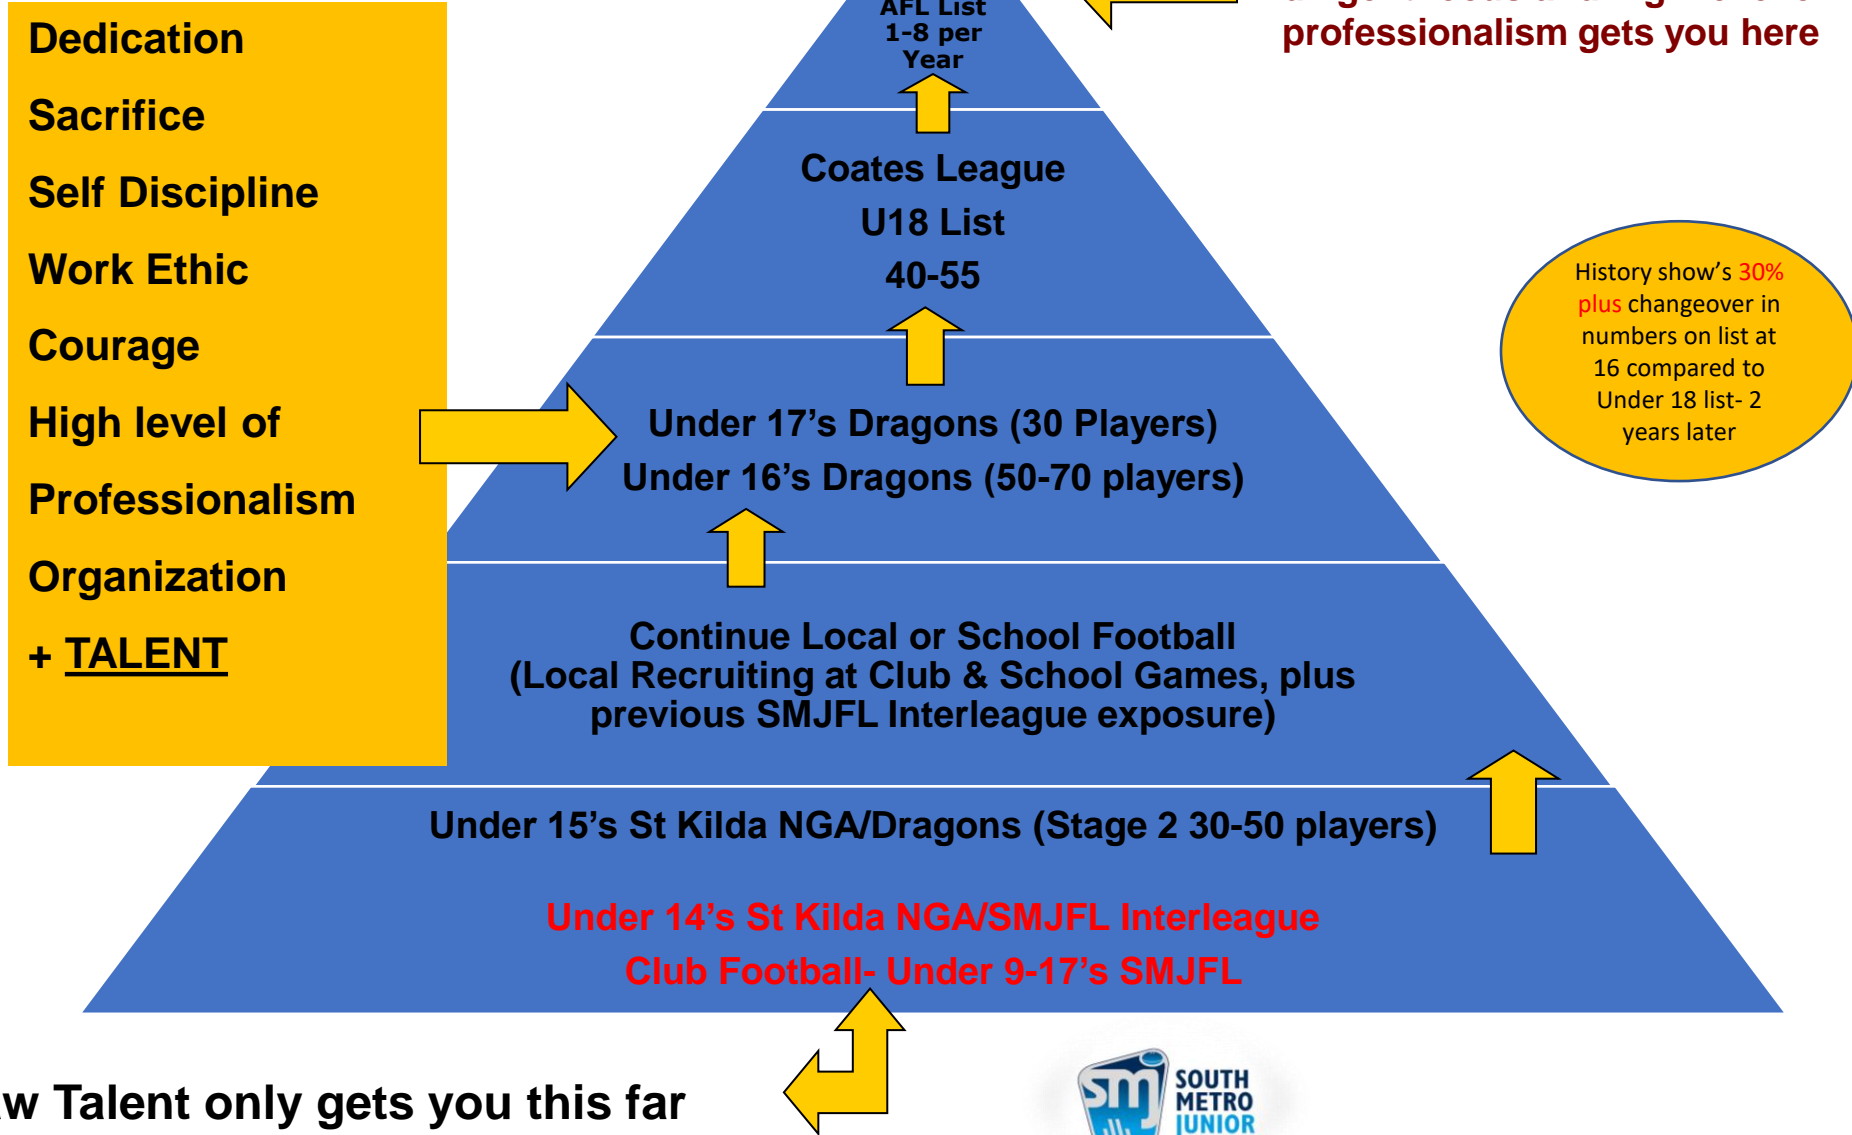 Dedication
Sacrifice
Self Discipline
Work Ethic
Courage
High level of
Professionalism
Organization
+ TALENT
AFL List
1-8 per
Year
professionalism gets you here
Coates League
U18 List
40-55
History show's 30%
plus changeover in
numbers on list at
16 compared to
Under 18 list- 2
years later
Under 17's Dragons (30 Players)
Under 16's Dragons (50-70 players)
Continue Local or School Football
(Local Recruiting at Club & School Games, plus
previous SMJFL Interleague exposure)
Under 15's St Kilda NGA/Dragons (Stage 2 30-50 players)
Under 14's St Kilda NGA/SMJFL Interleague
Club Football- Under 9-17's SMJFL
Talent only gets you this far
smj
SOUTH
METRO
JUNIOR